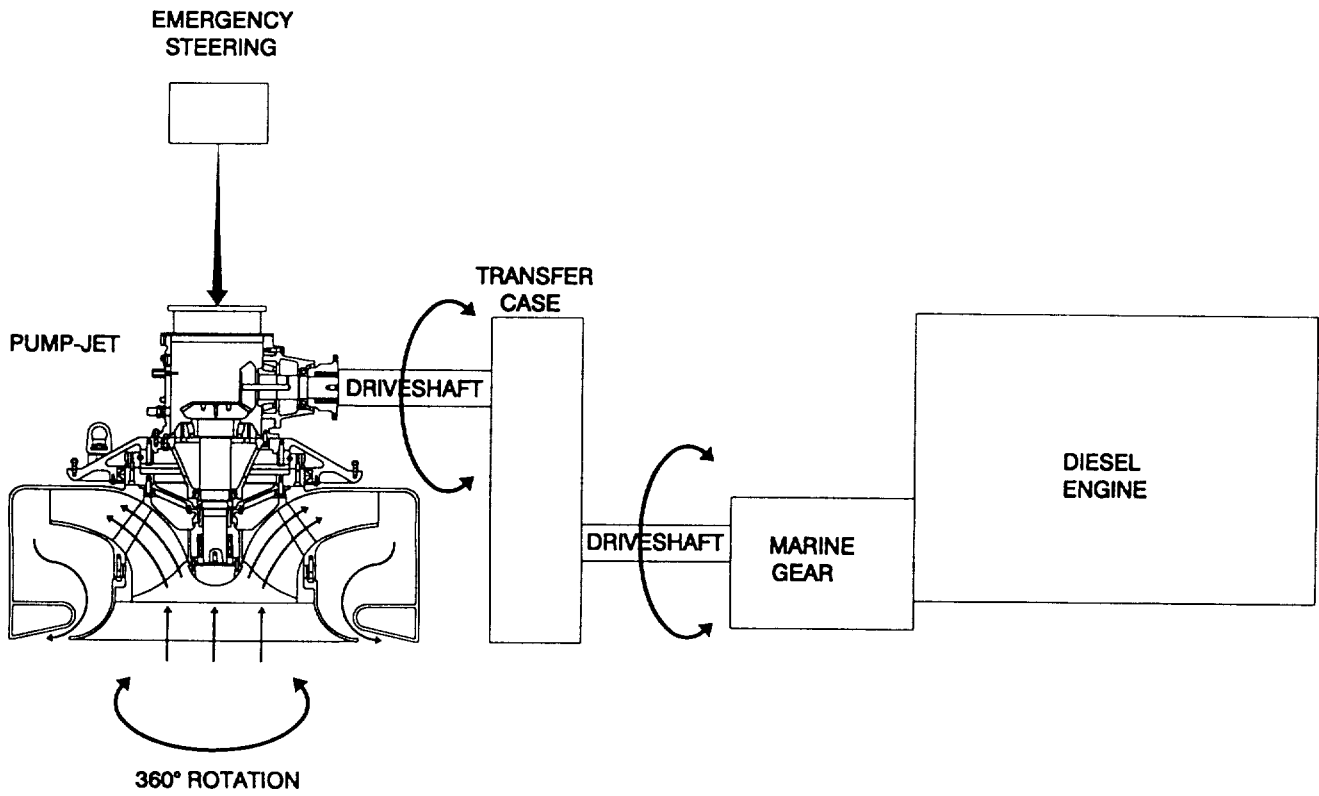 EMERGENCY
STEERING
TRANSFER
CASE
PUMP-JET
DRIVESHAFT
DIESEL
ENGINE
DRIVESHAFT
MARINE
GEAR
360° ROTATION